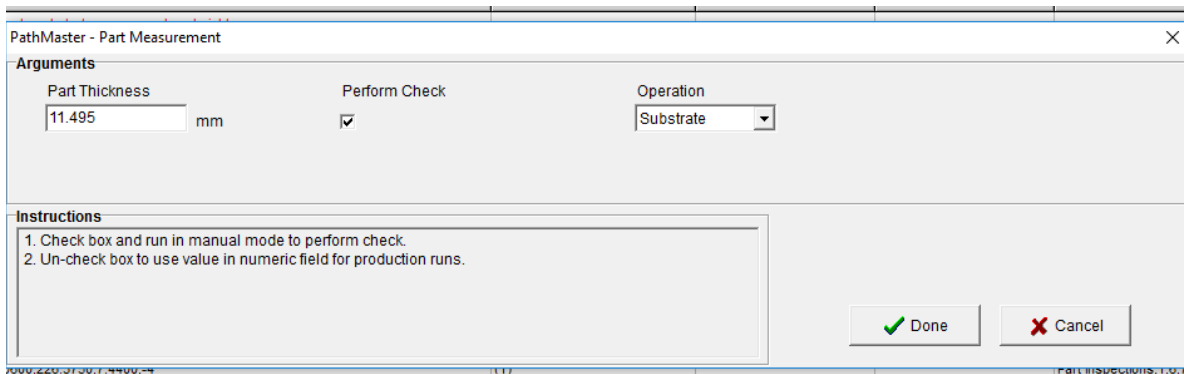 PathMaster - Part Measurement
Arguments
Part Thickness Perform Check Operation
11.495 mm Substrate
Instructions
1. Check box and run in manual mode to perform check.
2. Un-check box to use value in numeric field for production runs.
Done Cancel